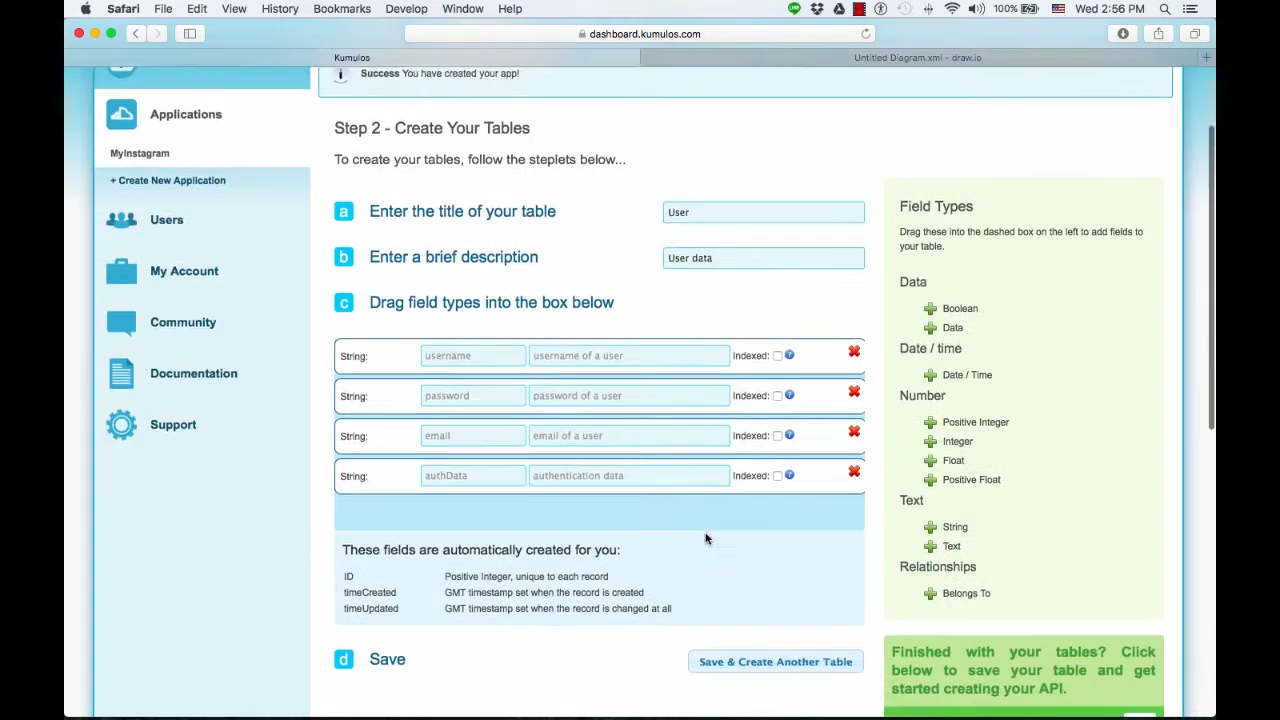 Safari File Edit View History Bookmarks Develop Window Help 100% Wed 2:56 PM
dashboard.kumulos.com
Kumulos Untitled Diagram.xml - draw.io
Success You have created your app!
Applications
MyInstagram
+ Create New Application
Users
My Account
Community
Documentation
Support
Step 2 - Create Your Tables
To create your tables, follow the steplets below...
a Enter the title of your table User
b Enter a brief description User data
c Drag field types into the box below
String: username username of a user Indexed: ?
String: password password of a user Indexed: ?
String: email email of a user Indexed: ?
String: authData authentication data Indexed: ?
These fields are automatically created for you:
ID Positive Integer, unique to each record
timeCreated GMT timestamp set when the record is created
timeUpdated GMT timestamp set when the record is changed at all
d Save Save & Create Another Table
Field Types
Drag these into the dashed box on the left to add fields to
your table.
Data
Boolean
Data
Date / time
Date / Time
Number
Positive Integer
Integer
Float
Positive Float
Text
String
Text
Relationships
Belongs To
Finished with your tables? Click
below to save your table and get
started creating your API.